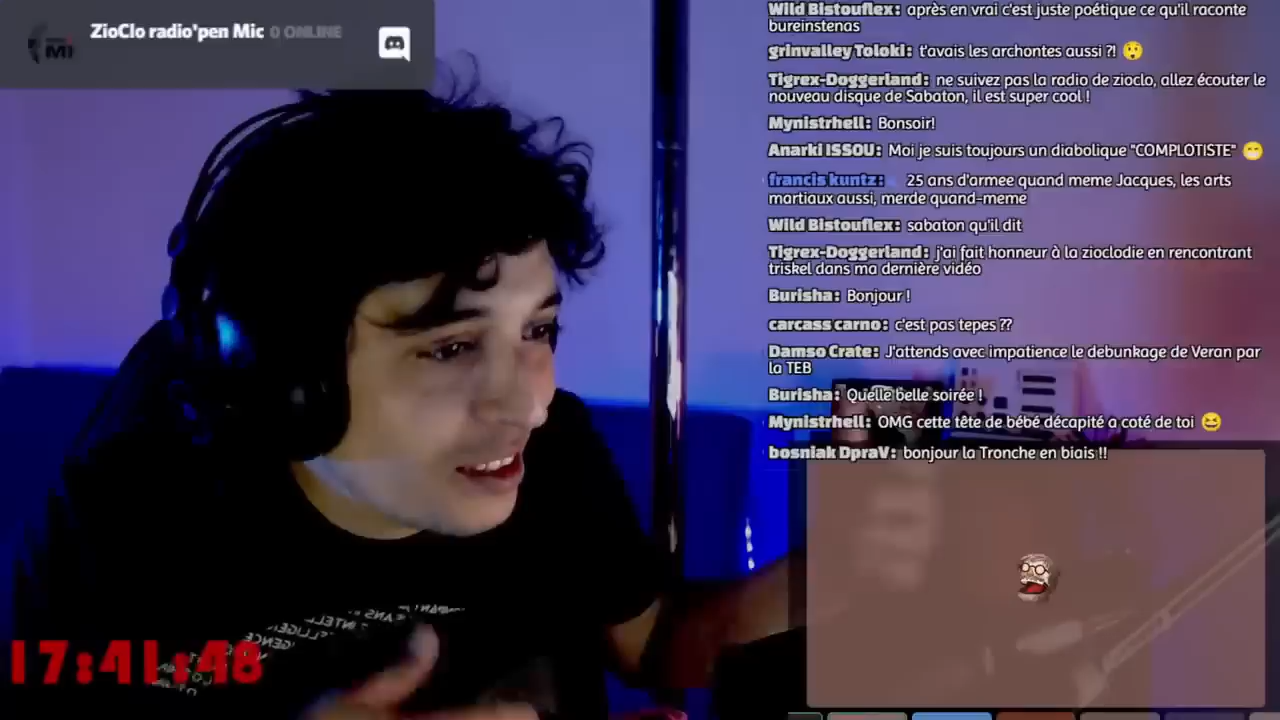 ZioClo radio'pen Mic 0 ONLINE
MI
Wild Bistouflex: après en vrai c'est juste poétique ce qu'il raconte
bureinstenas
grinvalley Toloki: t'avais les archontes aussi ?! 😲
Tigrex-Doggerland: ne suivez pas la radio de zioclo, allez écouter le
nouveau disque de Sabaton, il est super cool !
Mynistrhell: Bonsoir!
Anarki ISSOU: Moi je suis toujours un diabolique "COMPLOTISTE" 😁
francis kuntz: 25 ans d'armee quand meme Jacques, les arts
martiaux aussi, merde quand-meme
Wild Bistouflex: sabaton qu'il dit
Tigrex-Doggerland: j'ai fait honneur à la zioclodie en rencontrant
triskel dans ma dernière vidéo
Burisha: Bonjour !
carcass carno: c'est pas tepes ??
Damso Crate: J'attends avec impatience le debunkage de Veran par
la TEB
Burisha: Quelle belle soirée !
Mynistrhell: OMG cette tête de bébé décapité a coté de toi 😆
bosniak DpraV: bonjour la Tronche en biais !!
17:41:48